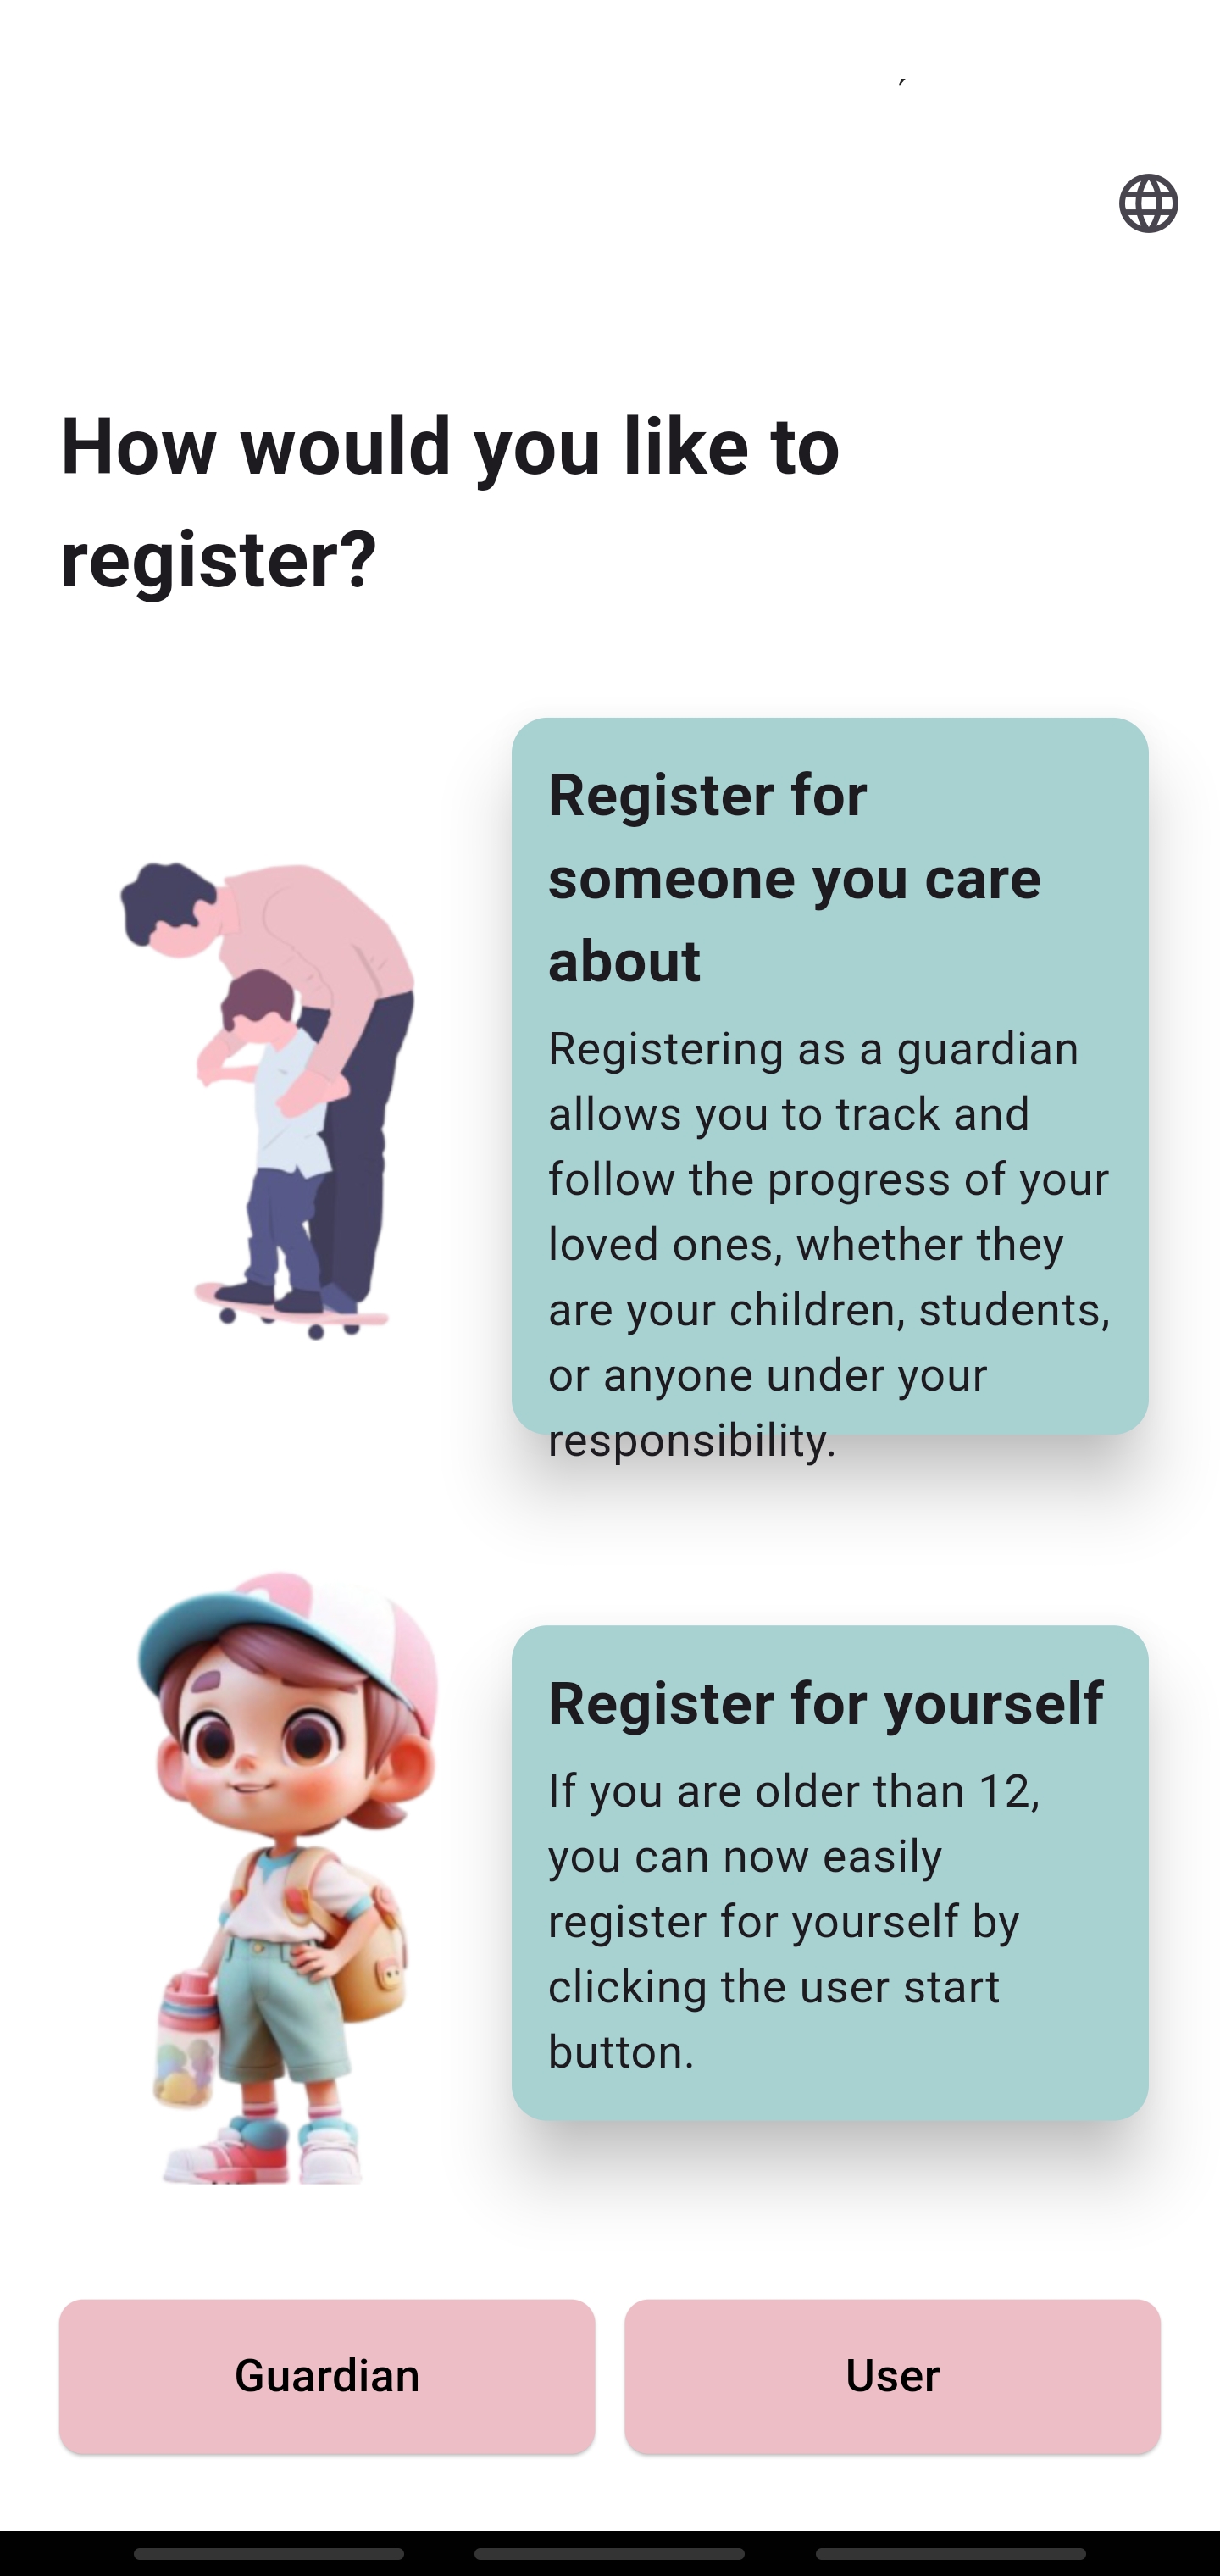 How would you like to
register?
Register for
someone you care
about
Registering as a guardian
allows you to track and
follow the progress of your
loved ones, whether they
are your children, students,
or anyone under your
responsibility.
Register for yourself
If you are older than 12,
you can now easily
register for yourself by
clicking the user start
button.
Guardian
User